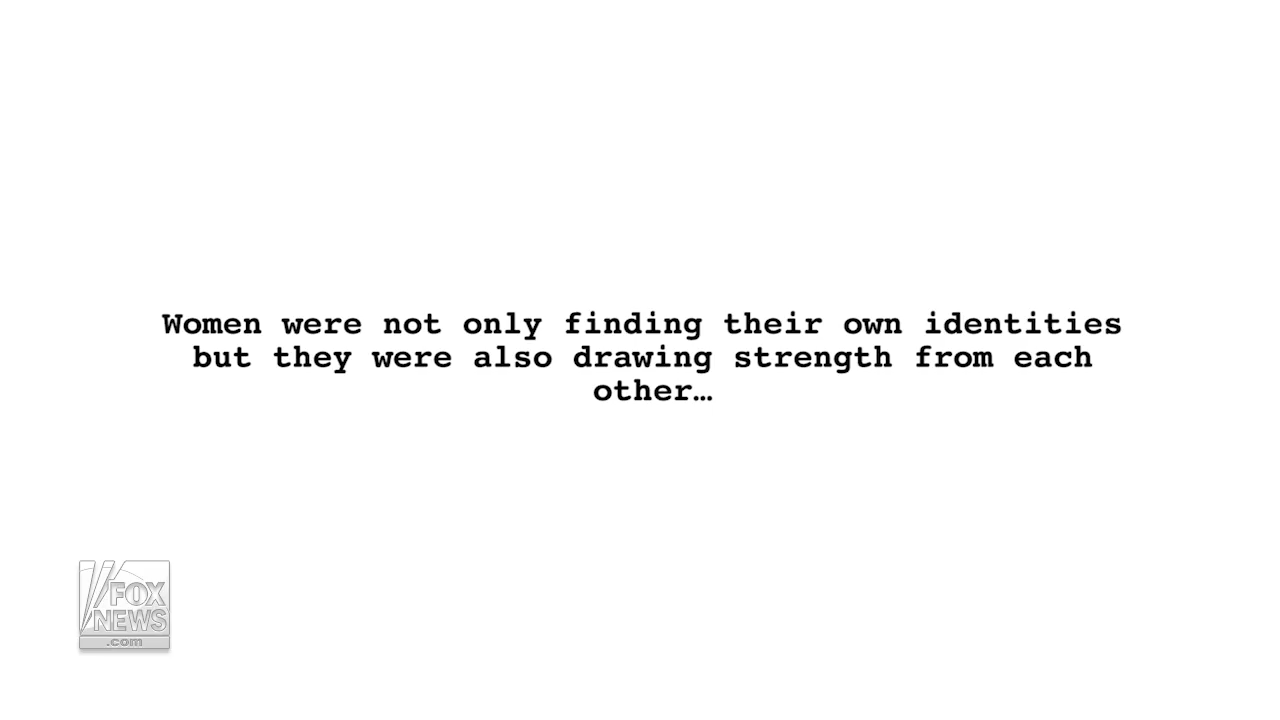 Women were not only finding their own identities
but they were also drawing strength from each
other…
FOX
NEWS
.com